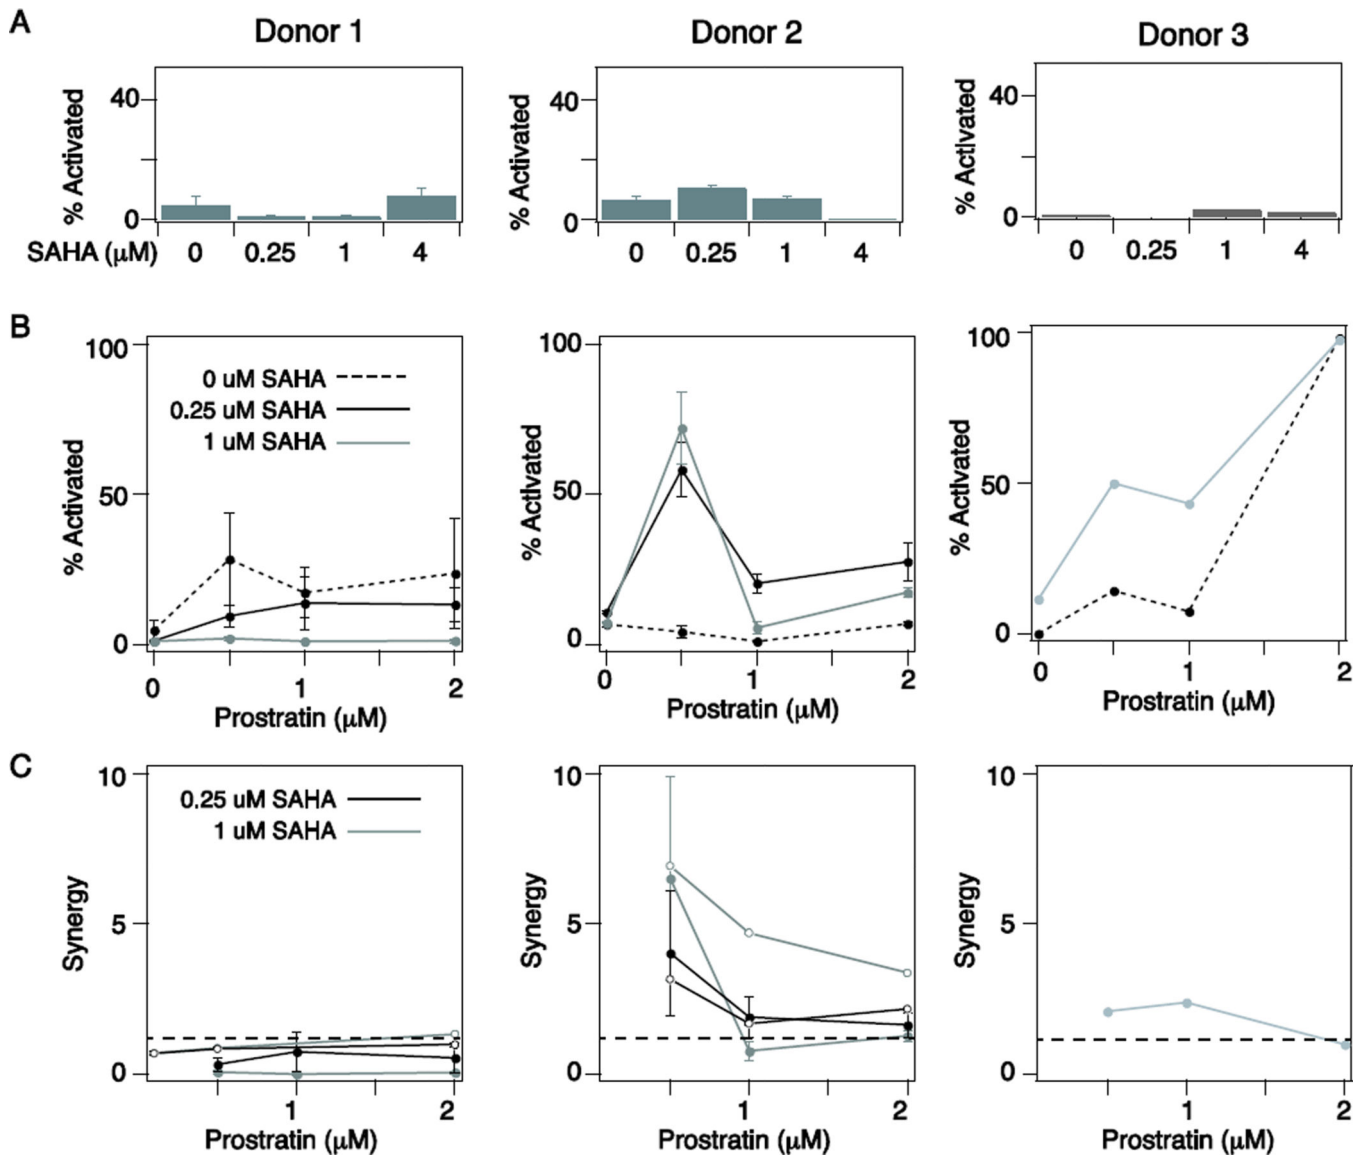 A
Donor 1
Donor 2
Donor 3
% Activated
40
0
% Activated
40
0
% Activated
40
0
SAHA (μM)
0
0.25
1
4
0
0.25
1
4
0
0.25
1
4
B
% Activated
100
50
0
0 uM SAHA
0.25 uM SAHA
1 uM SAHA
0
1
2
Prostratin (μM)
% Activated
100
50
0
0
1
2
Prostratin (μM)
% Activated
100
50
0
0
1
2
Prostratin (μM)
C
Synergy
10
5
0
0.25 uM SAHA
1 uM SAHA
1
2
Prostratin (μM)
Synergy
10
5
0
1
2
Prostratin (μM)
Synergy
10
5
0
1
2
Prostratin (μM)